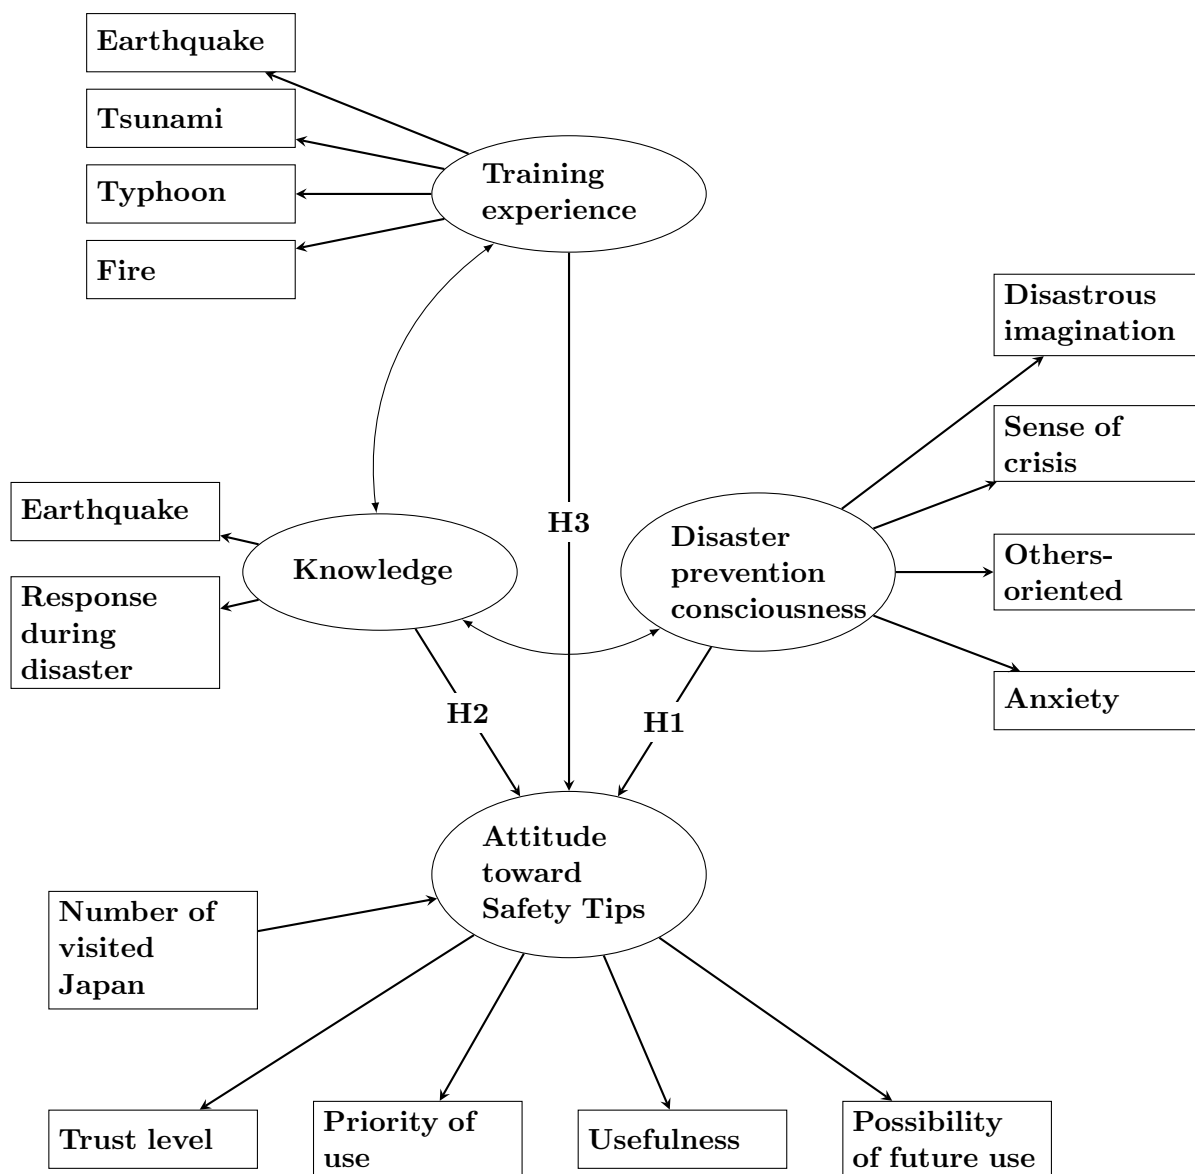 Earthquake
Tsunami
Typhoon
Fire
Training
experience
Disastrous
imagination
Sense of
crisis
Others-
oriented
Anxiety
Earthquake
Response
during
disaster
Knowledge
H3
Disaster
prevention
consciousness
H2
H1
Attitude
toward
Safety Tips
Number of
visited
Japan
Trust level
Priority of
use
Usefulness
Possibility
of future use